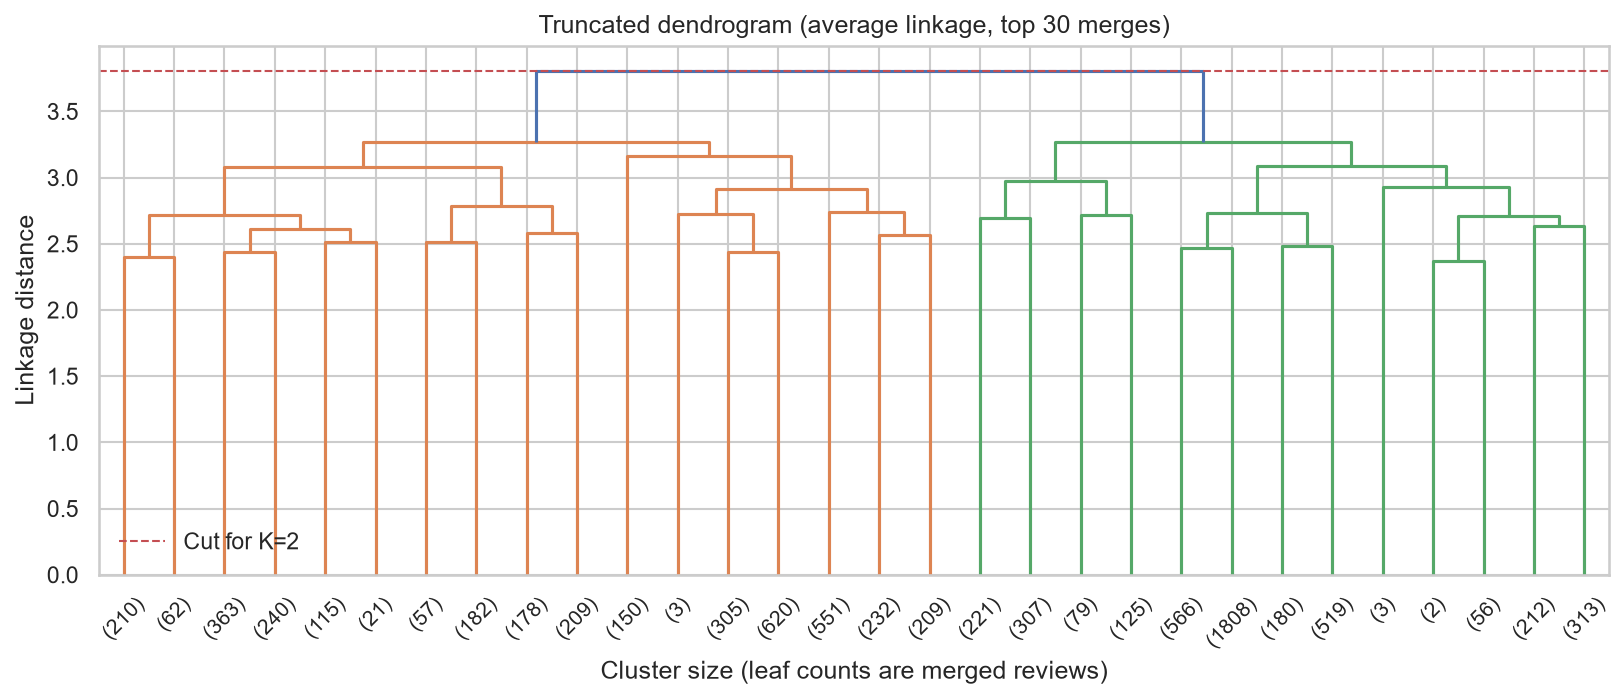 Truncated dendrogram (average linkage, top 30 merges)
Linkage distance
3.5
3.0
2.5
2.0
1.5
1.0
0.5
0.0
Cut for K=2
(210) (62) (363) (240) (115) (21) (57) (182) (178) (209) (150) (3) (305) (620) (551) (232) (209) (221) (307) (79) (125) (566) (1808) (180) (519) (3) (2) (56) (212) (313)
Cluster size (leaf counts are merged reviews)